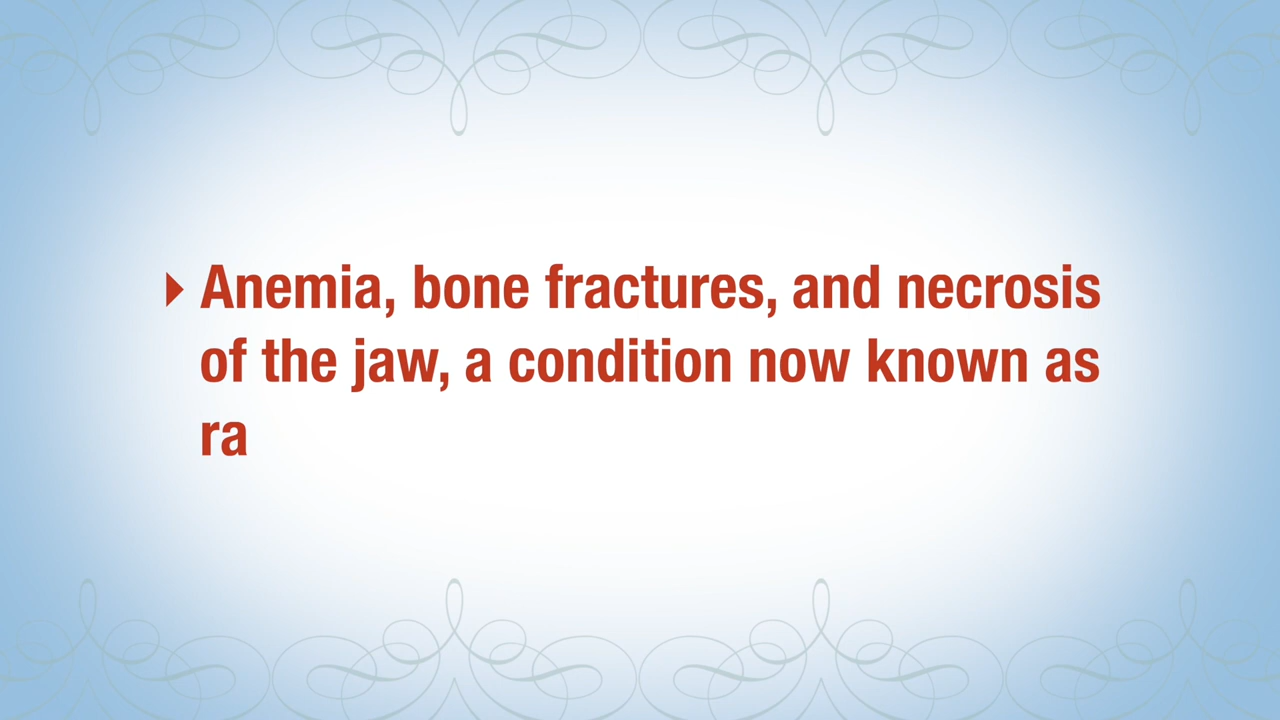 Anemia, bone fractures, and necrosis
of the jaw, a condition now known as
ra